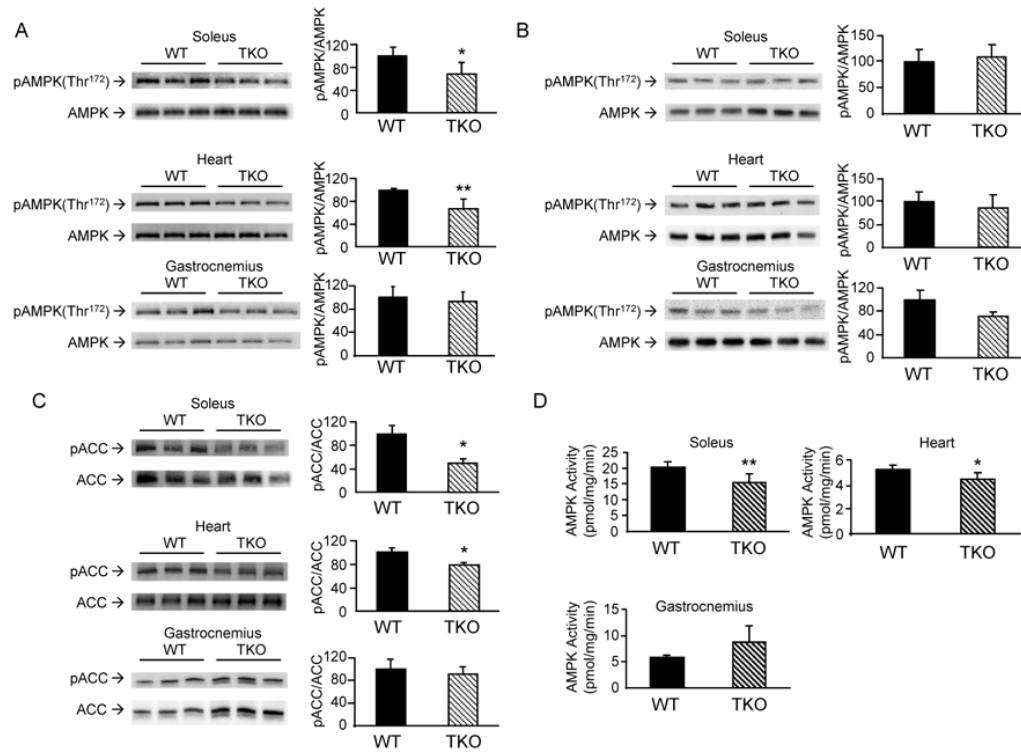 A
Soleus
WT TKO
pAMPK(Thr¹⁷²) →
AMPK →
pAMPK/AMPK
120
80
40
0
*
WT TKO
Heart
WT TKO
pAMPK(Thr¹⁷²) →
AMPK →
pAMPK/AMPK
120
80
40
0
**
WT TKO
Gastrocnemius
WT TKO
pAMPK(Thr¹⁷²) →
AMPK →
pAMPK/AMPK
120
80
40
0
WT TKO
B
Soleus
WT TKO
pAMPK(Thr¹⁷²) →
AMPK →
pAMPK/AMPK
150
100
50
0
WT TKO
Heart
WT TKO
pAMPK(Thr¹⁷²) →
AMPK →
pAMPK/AMPK
150
100
50
0
WT TKO
Gastrocnemius
WT TKO
pAMPK(Thr¹⁷²) →
AMPK →
pAMPK/AMPK
120
80
40
0
WT TKO
C
Soleus
WT TKO
pACC →
ACC →
pACC/ACC
120
80
40
0
*
WT TKO
Heart
WT TKO
pACC →
ACC →
pACC/ACC
120
80
40
0
*
WT TKO
Gastrocnemius
WT TKO
pACC →
ACC →
pACC/ACC
120
80
40
0
WT TKO
D
Soleus
AMPK Activity
(pmol/mg/min)
25
20
15
10
5
0
**
WT TKO
Heart
AMPK Activity
(pmol/mg/min)
6
4
2
0
*
WT TKO
Gastrocnemius
AMPK Activity
(pmol/mg/min)
15
10
5
0
WT TKO